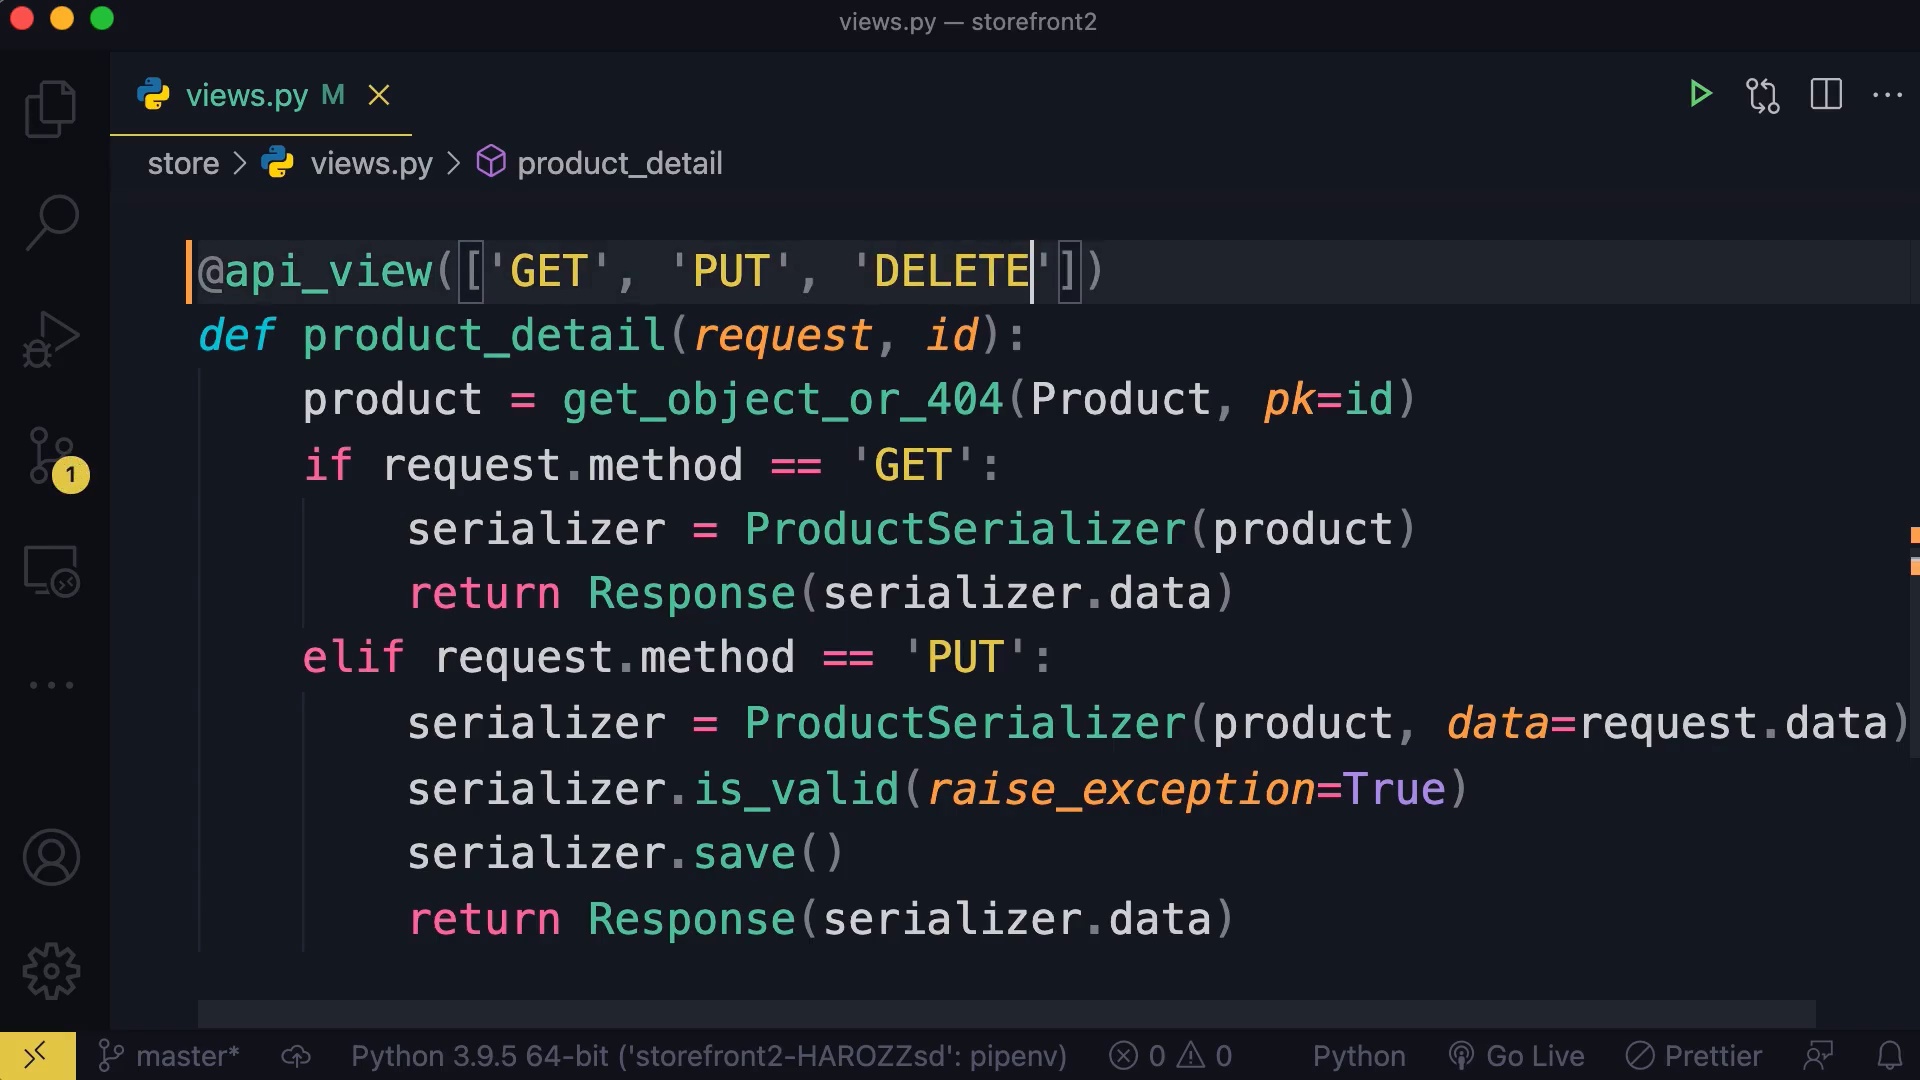 views.py — storefront2
views.py M
store > views.py > product_detail
@api_view(['GET', 'PUT', 'DELETE'])
def product_detail(request, id):
    product = get_object_or_404(Product, pk=id)
    if request.method == 'GET':
        serializer = ProductSerializer(product)
        return Response(serializer.data)
    elif request.method == 'PUT':
        serializer = ProductSerializer(product, data=request.data)
        serializer.is_valid(raise_exception=True)
        serializer.save()
        return Response(serializer.data)
1
master* Python 3.9.5 64-bit ('storefront2-HAROZZsd': pipenv) 0 0 Python Go Live Prettier